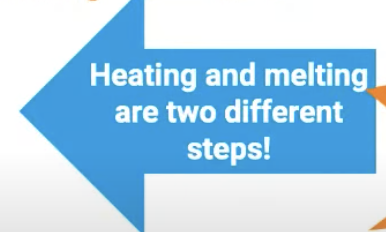 Heating and melting
are two different
steps!